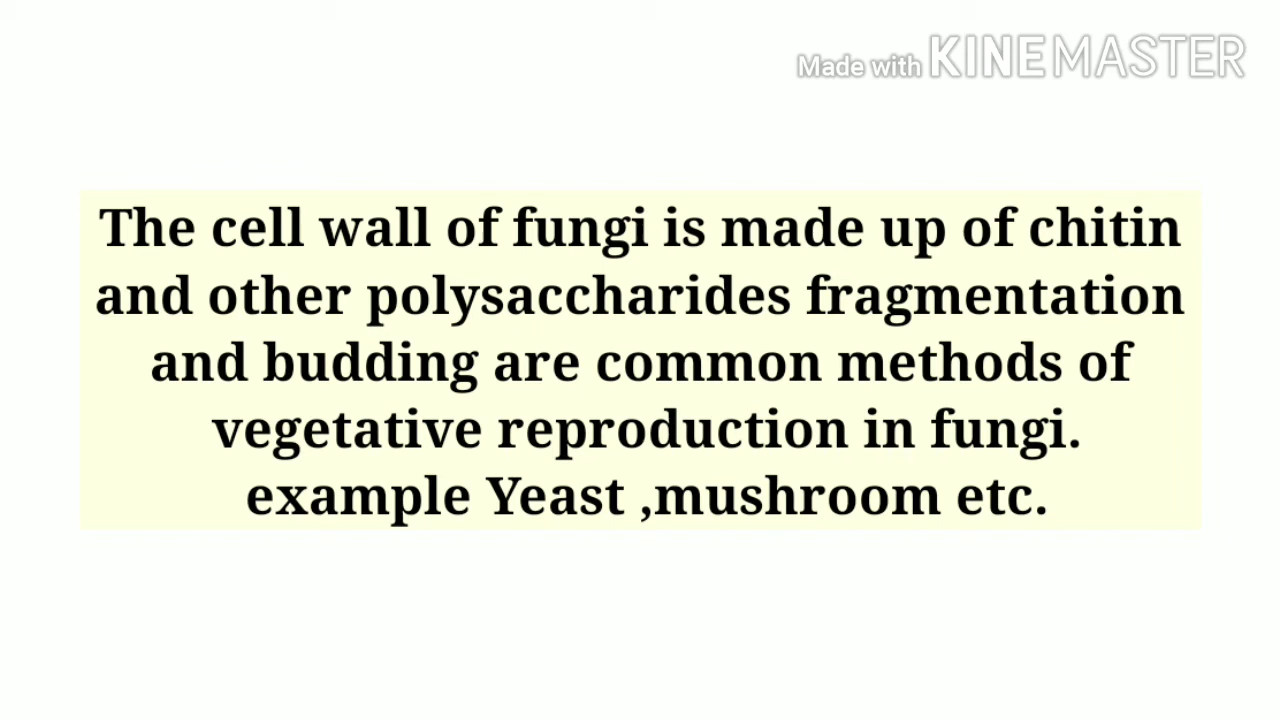 Made with KINEMASTER
The cell wall of fungi is made up of chitin
and other polysaccharides fragmentation
and budding are common methods of
vegetative reproduction in fungi.
example Yeast ,mushroom etc.